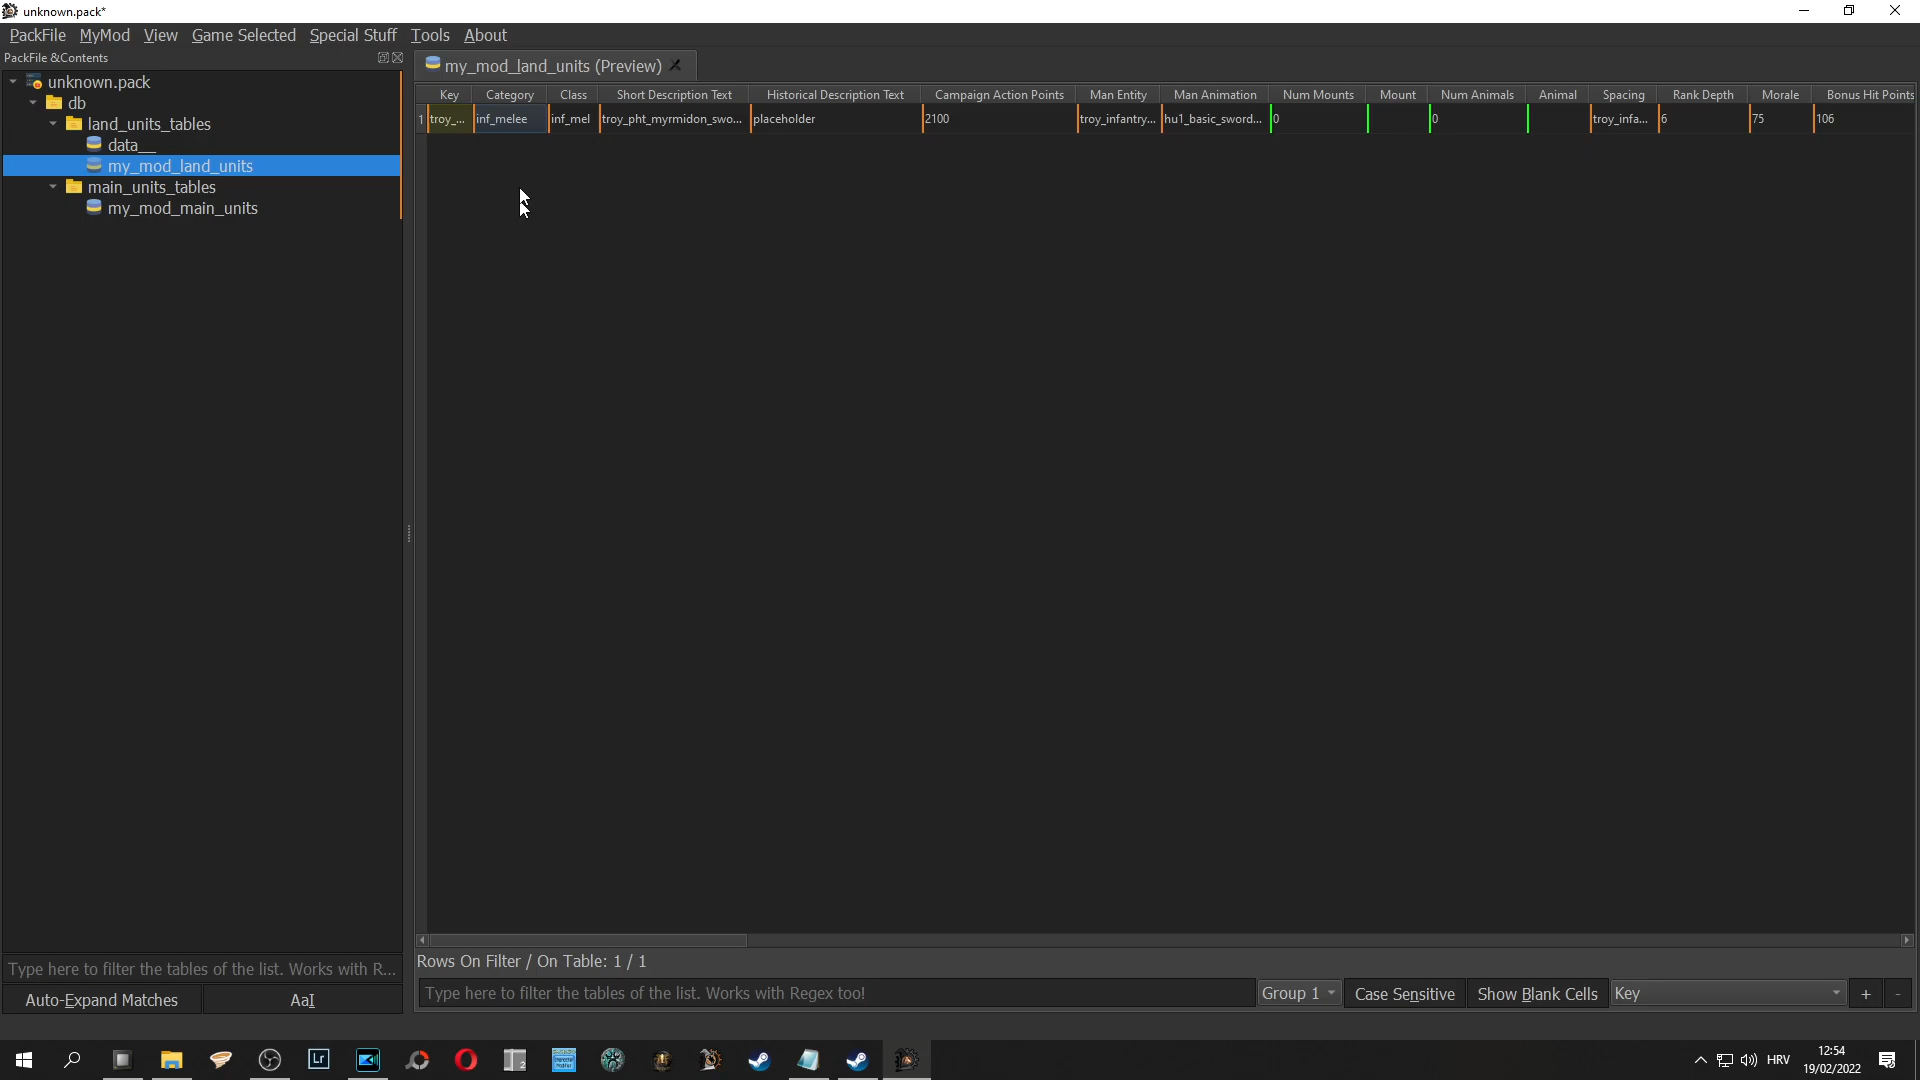 unknown.pack*
PackFile MyMod View Game Selected Special Stuff Tools About
PackFile &Contents
unknown.pack
db
land_units_tables
data__
my_mod_land_units
main_units_tables
my_mod_main_units
Type here to filter the tables of the list. Works with R...
Auto-Expand Matches AaI
my_mod_land_units (Preview)
Key Category Class Short Description Text Historical Description Text Campaign Action Points Man Entity Man Animation Num Mounts Mount Num Animals Animal Spacing Rank Depth Morale Bonus Hit Points
1 troy_... inf_melee inf_mel troy_pht_myrmidon_swo... placeholder 2100 troy_infantry... hu1_basic_sword... 0 0 troy_infa... 6 75 106
Rows On Filter / On Table: 1 / 1
Type here to filter the tables of the list. Works with Regex too! Group 1 Case Sensitive Show Blank Cells Key + -
Lr 2 HRV 12:54
19/02/2022